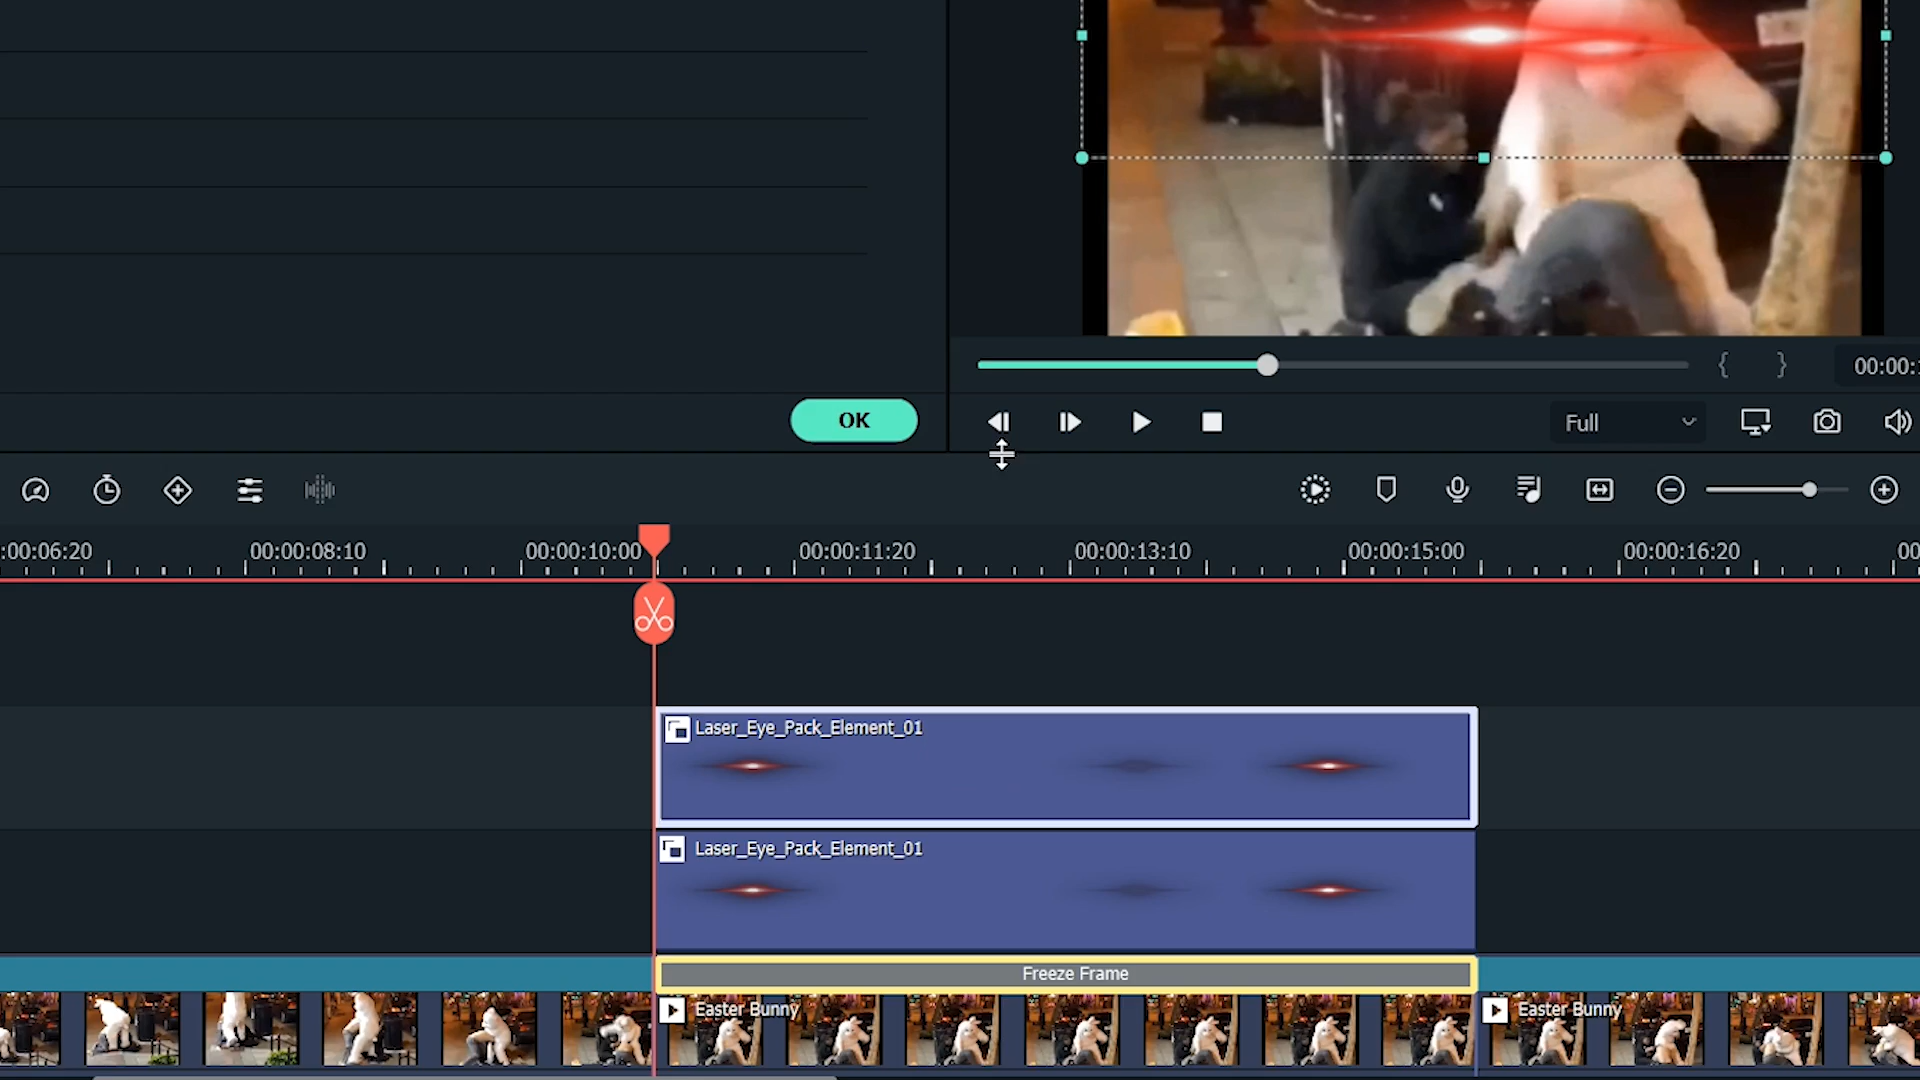 { } 00:00:
OK
Full
:00:06:20 00:00:08:10 00:00:10:00 00:00:11:20 00:00:13:10 00:00:15:00 00:00:16:20 00
Laser_Eye_Pack_Element_01
Laser_Eye_Pack_Element_01
Freeze Frame
Easter Bunny Easter Bunny